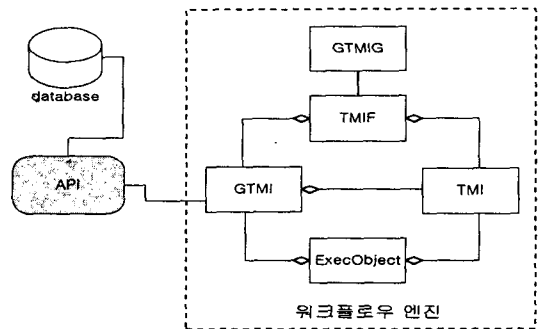 GTMIG
database
TMIF
API
GTMI
TMI
ExecObject
워크플로우 엔진